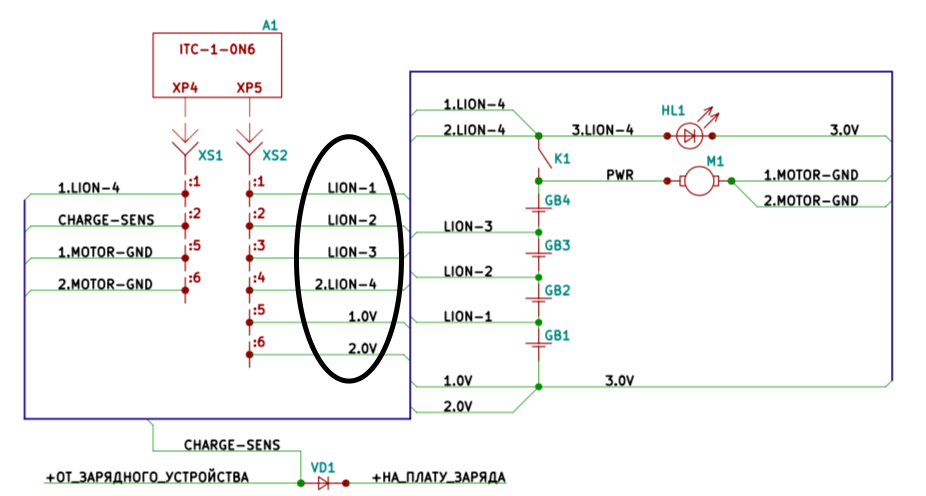 A1
ITC-1-0N6
XP4 XP5
XS1 XS2
:1 :1 LION-1
1.LION-4
:2 :2 LION-2
CHARGE-SENS
:5 :3 LION-3
1.MOTOR-GND
:6 :4 2.LION-4
2.MOTOR-GND
:5 1.0V
:6 2.0V
1.LION-4
2.LION-4 3.LION-4 HL1 3.0V
K1
PWR M1 1.MOTOR-GND
2.MOTOR-GND
GB4
LION-3
GB3
LION-2
GB2
LION-1
GB1
1.0V 3.0V
2.0V
CHARGE-SENS
+ОТ_ЗАРЯДНОГО_УСТРОЙСТВА VD1 +НА_ПЛАТУ_ЗАРЯДА